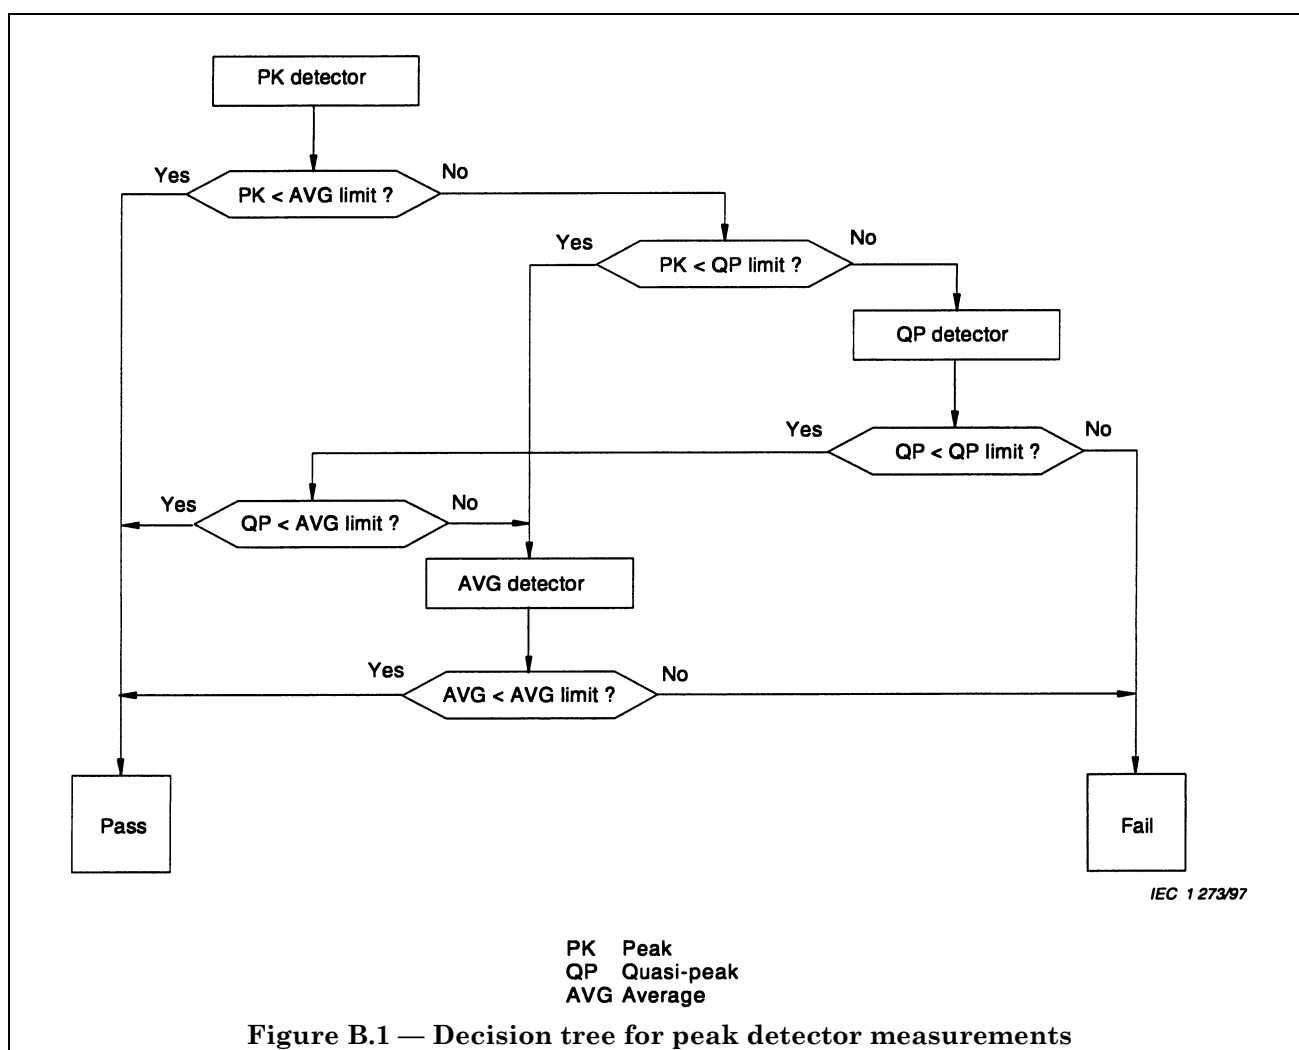 PK detector
Yes
No
PK < AVG limit ?
Yes
No
PK < QP limit ?
QP detector
Yes
No
QP < QP limit ?
Yes
No
QP < AVG limit ?
AVG detector
Yes
No
AVG < AVG limit ?
Pass
Fail
IEC 1 273/97
PK Peak
QP Quasi-peak
AVG Average
Figure B.1 — Decision tree for peak detector measurements